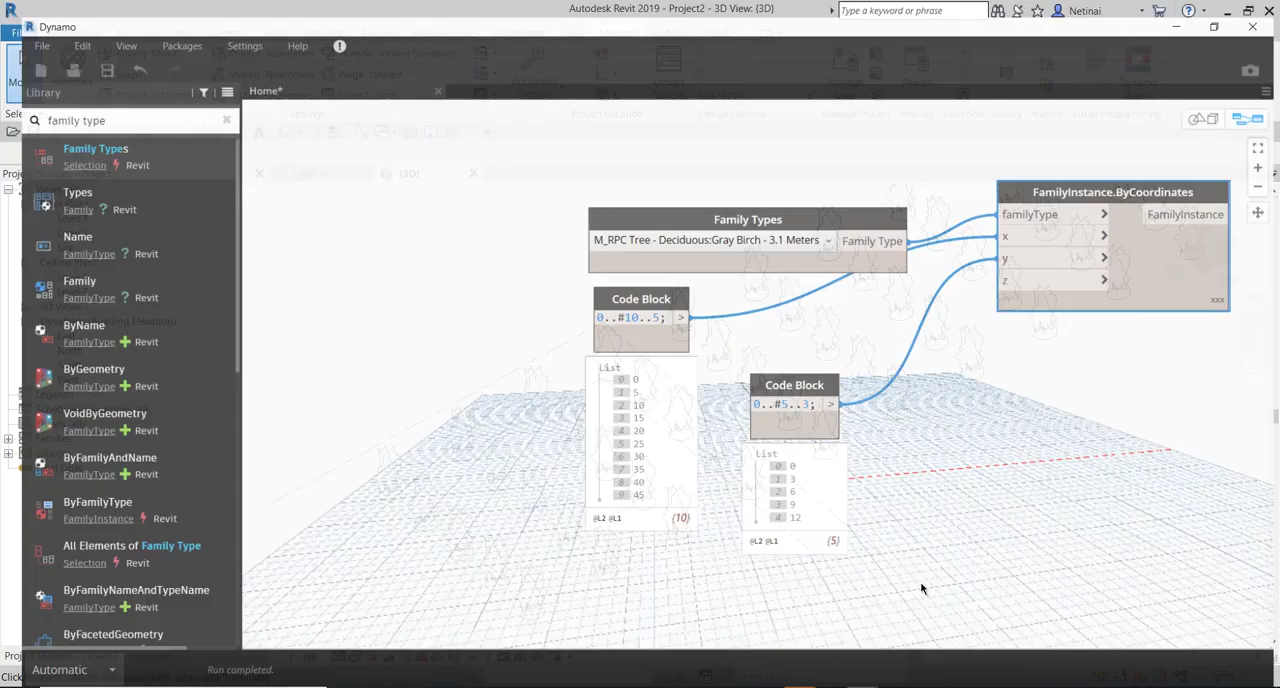 Autodesk Revit 2019 - Project2 - 3D View: {3D}
Type a keyword or phrase
Netinai
Dynamo
File Edit View Packages Settings Help
Library
Home*
family type
Family Types
Selection Revit
Types
Family ? Revit
Name
FamilyType ? Revit
Family
FamilyType ? Revit
ByName
FamilyType + Revit
ByGeometry
FamilyType + Revit
VoidByGeometry
FamilyType + Revit
ByFamilyAndName
FamilyType + Revit
ByFamilyType
FamilyInstance Revit
All Elements of Family Type
Selection Revit
ByFamilyNameAndTypeName
FamilyType + Revit
ByFacetedGeometry
Family Types
M_RPC Tree - Deciduous:Gray Birch - 3.1 Meters
Family Type
Code Block
0..#10..5; >
List
0 0
1 5
2 10
3 15
4 20
5 25
6 30
7 35
8 40
9 45
@L2 @L1 {10}
Code Block
0..#5..3; >
List
0 0
1 3
2 6
3 9
4 12
@L2 @L1 {5}
FamilyInstance.ByCoordinates
familyType > FamilyInstance
x >
y >
z >
xxx
{3D}
Automatic
Run completed.